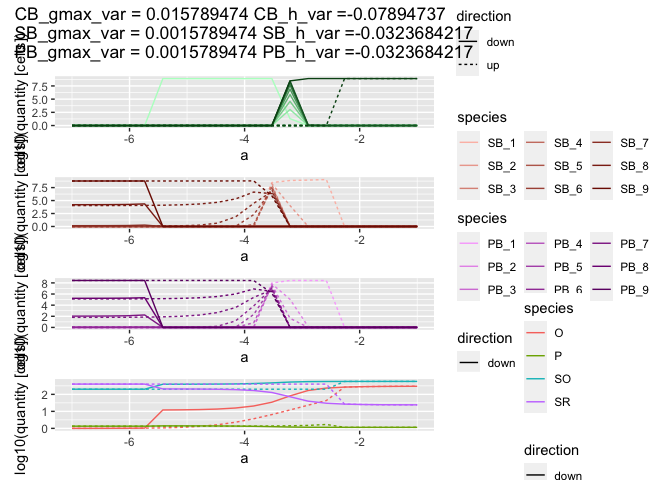 CB_gmax_var = 0.015789474 CB_h_var =-0.07894737
SB_gmax_var = 0.0015789474 SB_h_var =-0.0323684217
PB_gmax_var = 0.0015789474 PB_h_var =-0.0323684217
7.5
5.0
2.5
0.0
-6 -4 -2
a
7.5
5.0
2.5
0.0
-6 -4 -2
a
8
6
4
2
0
-6 -4 -2
a
log10(quantity [cells])
2
1
0
-6 -4 -2
a
direction
down
up
species
SB_1 SB_4 SB_7
SB_2 SB_5 SB_8
SB_3 SB_6 SB_9
species
PB_1 PB_4 PB_7
PB_2 PB_5 PB_8
PB_3 PB_6 PB_9
species
O
P
SO
SR
direction
down
direction
down